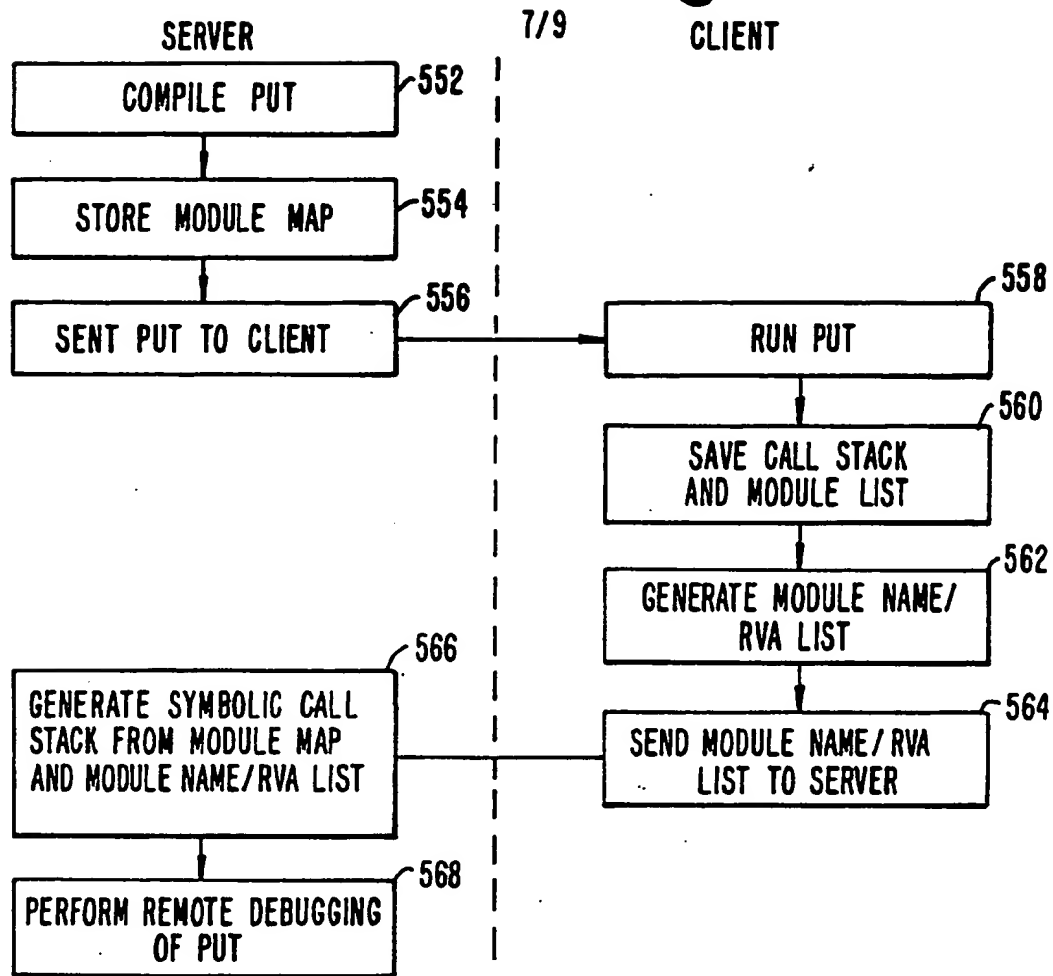 7/9
SERVER
CLIENT
COMPILE PUT
552
STORE MODULE MAP
554
SENT PUT TO CLIENT
556
RUN PUT
558
SAVE CALL STACK
AND MODULE LIST
560
GENERATE MODULE NAME/
RVA LIST
562
SEND MODULE NAME/RVA
LIST TO SERVER
564
GENERATE SYMBOLIC CALL
STACK FROM MODULE MAP
AND MODULE NAME/RVA LIST
566
PERFORM REMOTE DEBUGGING
OF PUT
568